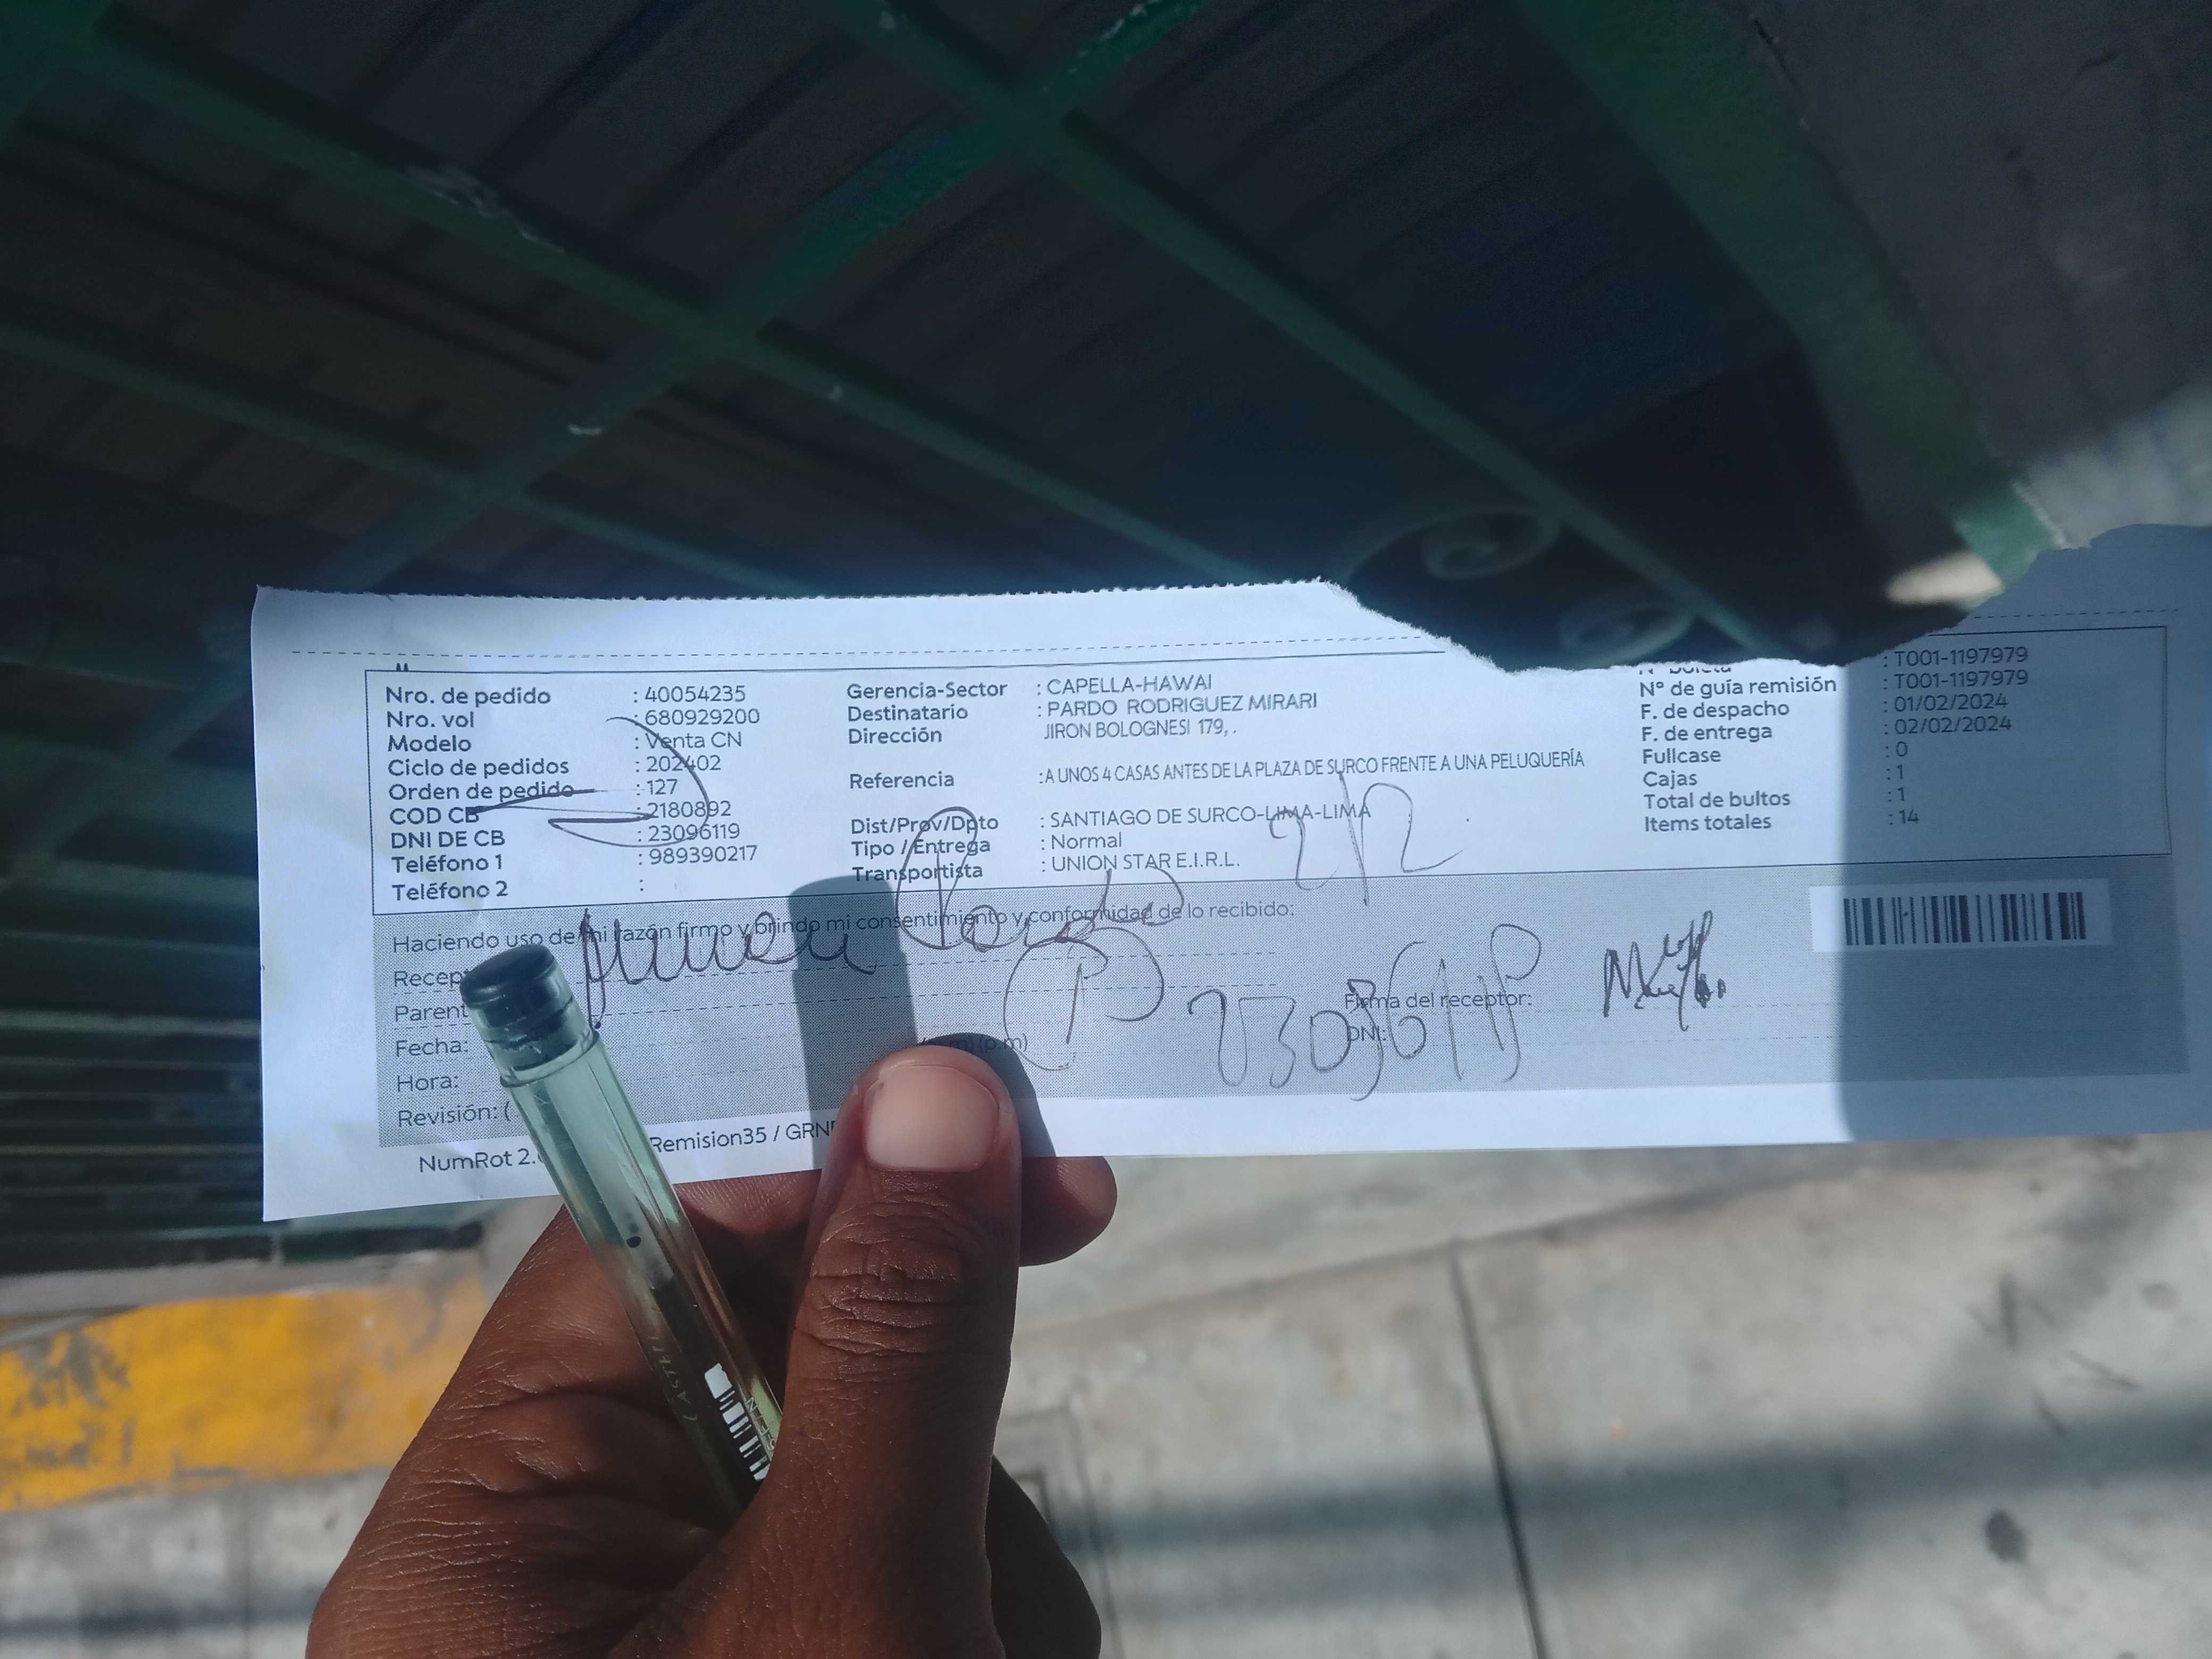 Nro. de pedido : 40054235
Nro. vol : 680929200
Modelo : Venta CN
Ciclo de pedidos : 202402
Orden de pedido : 127
COD CB : 2180892
DNI DE CB : 23096119
Teléfono 1 : 989390217
Teléfono 2 :
Gerencia-Sector : CAPELLA-HAWAI
Destinatario : PARDO RODRIGUEZ MIRARI
Dirección JIRON BOLOGNESI 179, .
Referencia : A UNOS 4 CASAS ANTES DE LA PLAZA DE SURCO FRENTE A UNA PELUQUERÍA
Dist/Prov/Dpto : SANTIAGO DE SURCO-LIMA-LIMA
Tipo / Entrega : Normal
Transportista : UNION STAR E.I.R.L.
: T001-1197979
N° de guía remisión : T001-1197979
F. de despacho : 01/02/2024
F. de entrega : 02/02/2024
Fullcase : 0
Cajas : 1
Total de bultos : 1
Items totales : 14
2/2
Haciendo uso de mi razón firmo y brindo mi consentimiento y conformidad de lo recibido:
Recep
Pardo
Parent
Firma del receptor:
Fecha:
DNI:
(p.m)
Hora:
Revisión: (
NumRot 2. Remision35 / GRN